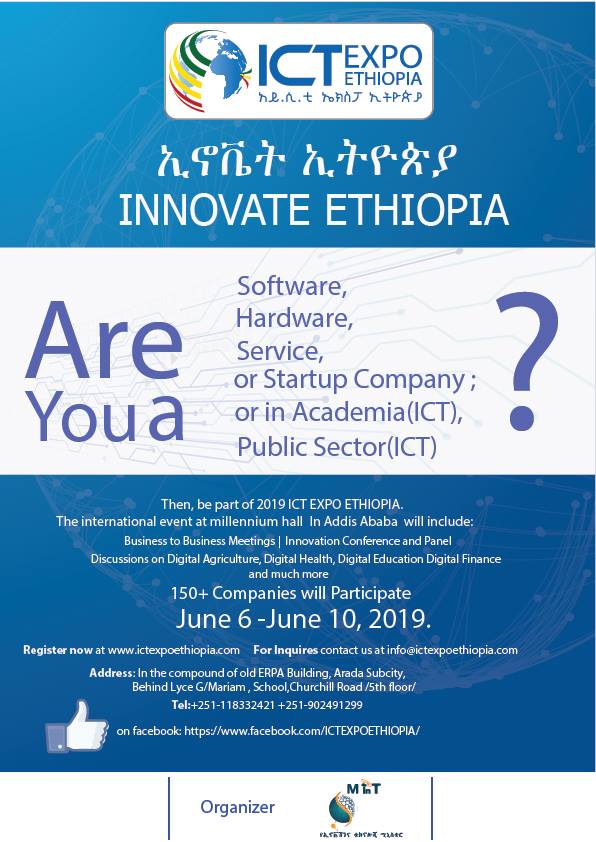 ICT EXPO
ETHIOPIA
አይ.ሲ.ቲ ኤክስፖ ኢትዮጵያ
ኢኖቬት ኢትዮጵያ
INNOVATE ETHIOPIA
Are
You a
Software,
Hardware,
Service,
or Startup Company ;
or in Academia(ICT),
Public Sector(ICT)
?
Then, be part of 2019 ICT EXPO ETHIOPIA.
The international event at millennium hall In Addis Ababa will include:
Business to Business Meetings | Innovation Conference and Panel
Discussions on Digital Agriculture, Digital Health, Digital Education Digital Finance
and much more
150+ Companies will Participate
June 6 -June 10, 2019.
Register now at www.ictexpoethiopia.com For Inquires contact us at info@ictexpoethiopia.com
Address: In the compound of old ERPA Building, Arada Subcity,
Behind Lyce G/Mariam , School,Churchill Road /5th floor/
Tel:+251-118332421 +251-902491299
on facebook: https://www.facebook.com/ICTEXPOETHIOPIA/
Organizer